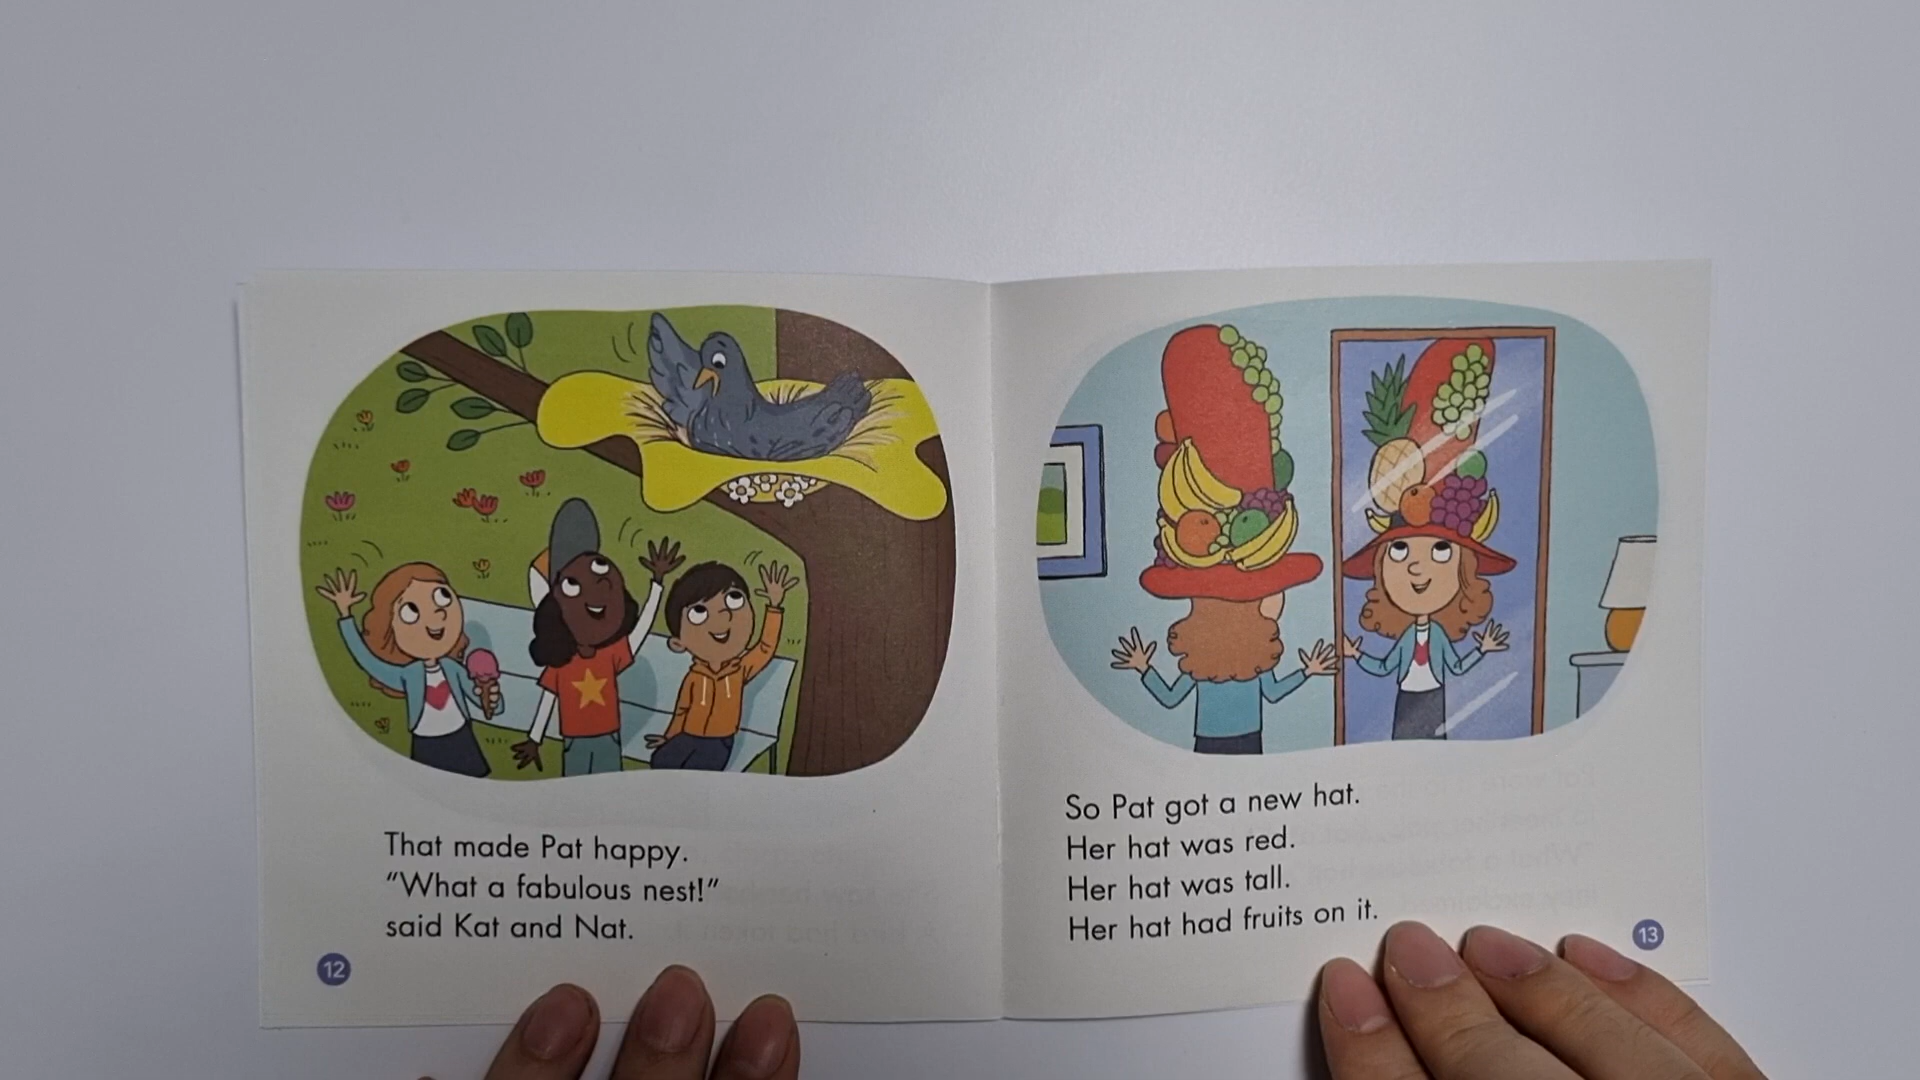 That made Pat happy.
“What a fabulous nest!”
said Kat and Nat.
12
So Pat got a new hat.
Her hat was red.
Her hat was tall.
Her hat had fruits on it.
13